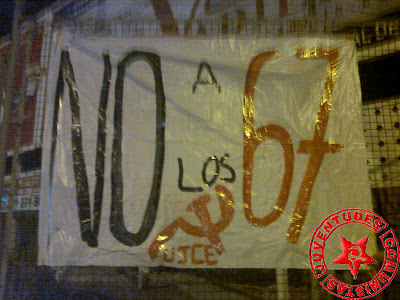 NO A LOS 67
UJCE
JUVENTUDES COMUNISTAS